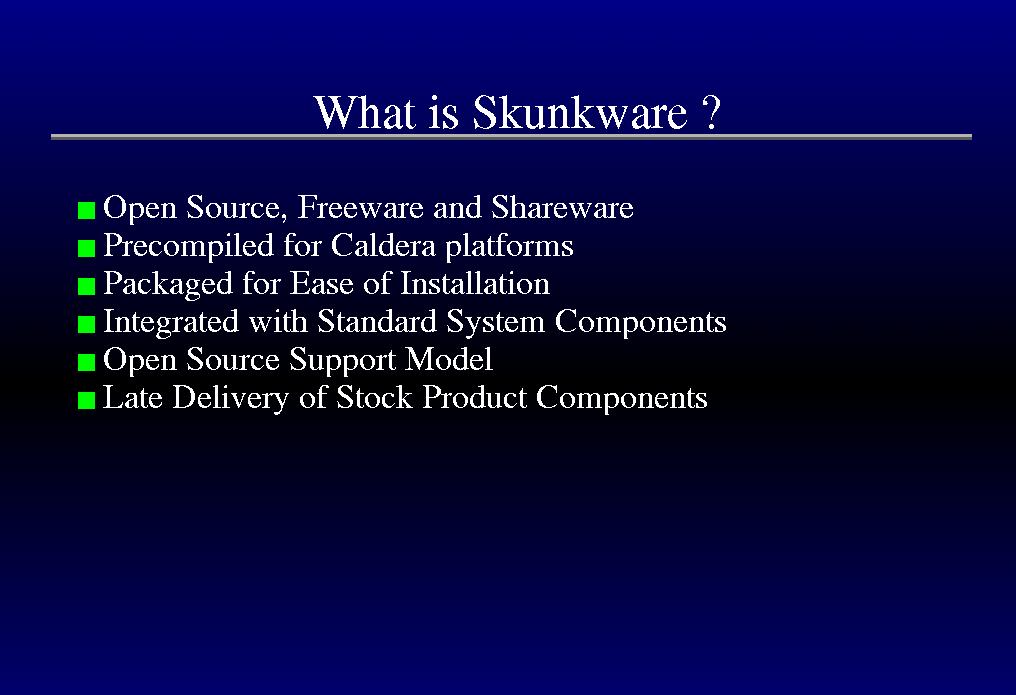 What is Skunkware ?
Open Source, Freeware and Shareware
Precompiled for Caldera platforms
Packaged for Ease of Installation
Integrated with Standard System Components
Open Source Support Model
Late Delivery of Stock Product Components